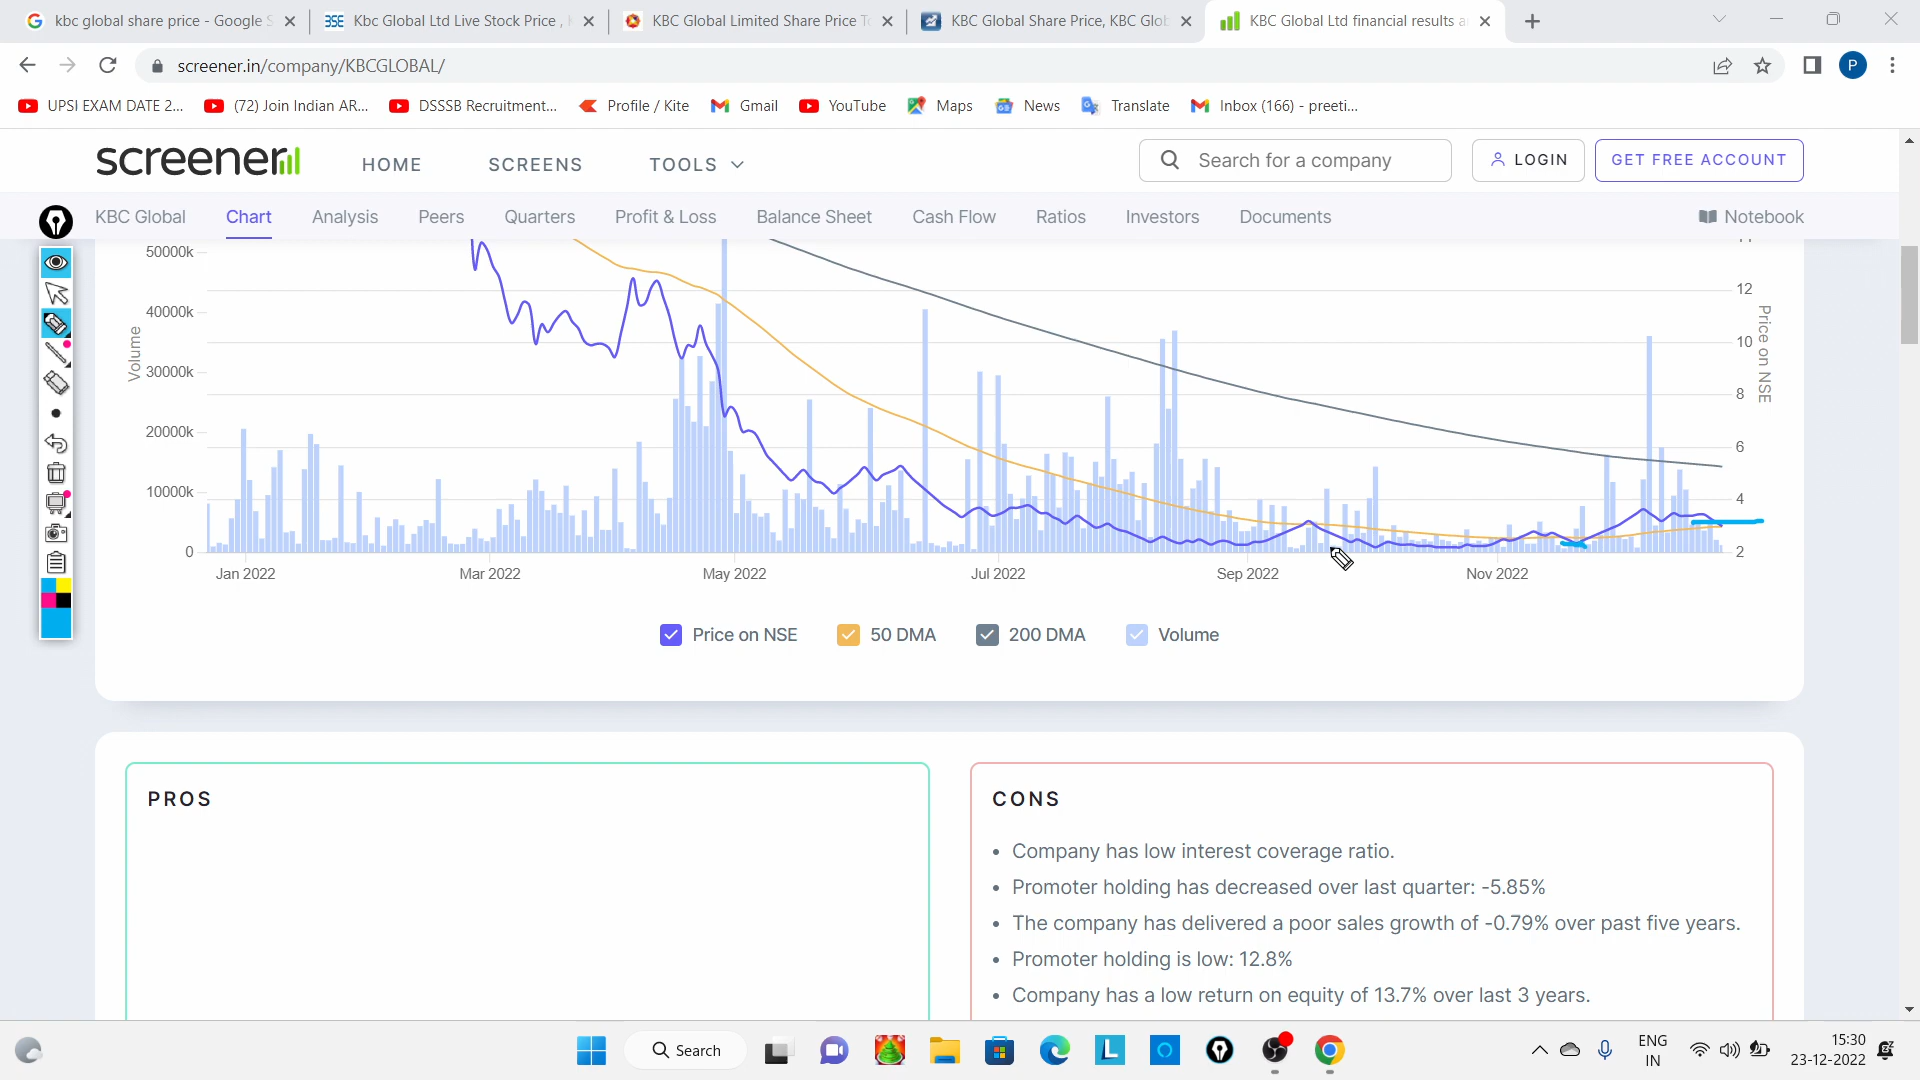 kbc global share price - Google S
Kbc Global Ltd Live Stock Price ,
KBC Global Limited Share Price T
KBC Global Share Price, KBC Glob
KBC Global Ltd financial results a
screener.in/company/KBCGLOBAL/
P
UPSI EXAM DATE 2...
(72) Join Indian AR...
DSSSB Recruitment...
Profile / Kite
Gmail
YouTube
Maps
News
Translate
Inbox (166) - preeti...
screener
HOME
SCREENS
TOOLS
Search for a company
LOGIN
GET FREE ACCOUNT
KBC Global
Chart
Analysis
Peers
Quarters
Profit & Loss
Balance Sheet
Cash Flow
Ratios
Investors
Documents
Notebook
50000k
40000k
30000k
20000k
10000k
0
Volume
12
10
8
6
4
2
Price on NSE
Jan 2022
Mar 2022
May 2022
Jul 2022
Sep 2022
Nov 2022
Price on NSE
50 DMA
200 DMA
Volume
PROS
CONS
Company has low interest coverage ratio.
Promoter holding has decreased over last quarter: -5.85%
The company has delivered a poor sales growth of -0.79% over past five years.
Promoter holding is low: 12.8%
Company has a low return on equity of 13.7% over last 3 years.
Search
ENG
IN
15:30
23-12-2022